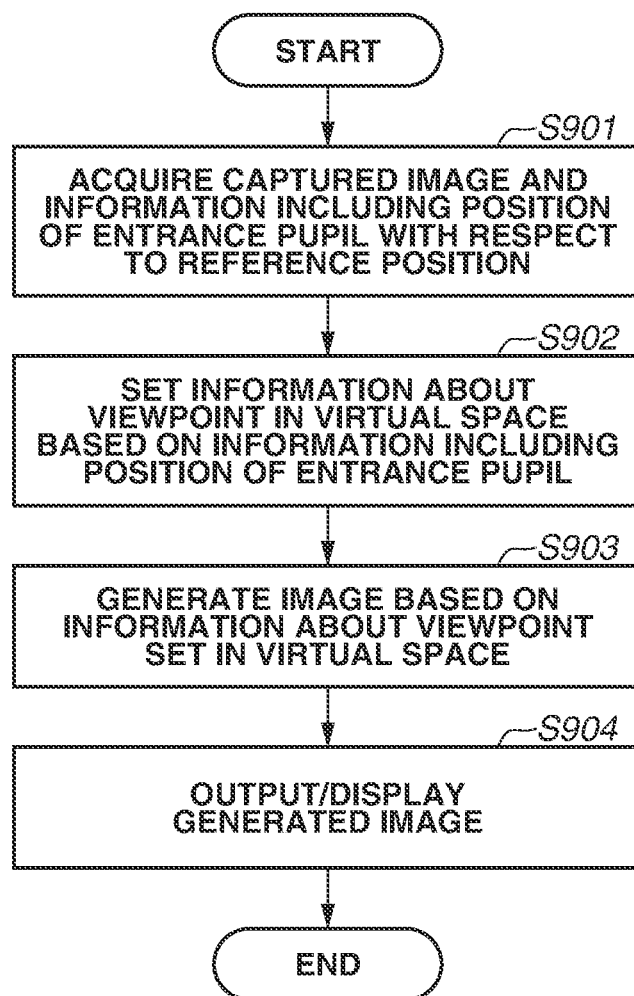 START
S901
ACQUIRE CAPTURED IMAGE AND
INFORMATION INCLUDING POSITION
OF ENTRANCE PUPIL WITH RESPECT
TO REFERENCE POSITION
S902
SET INFORMATION ABOUT
VIEWPOINT IN VIRTUAL SPACE
BASED ON INFORMATION INCLUDING
POSITION OF ENTRANCE PUPIL
S903
GENERATE IMAGE BASED ON
INFORMATION ABOUT VIEWPOINT
SET IN VIRTUAL SPACE
S904
OUTPUT/DISPLAY
GENERATED IMAGE
END